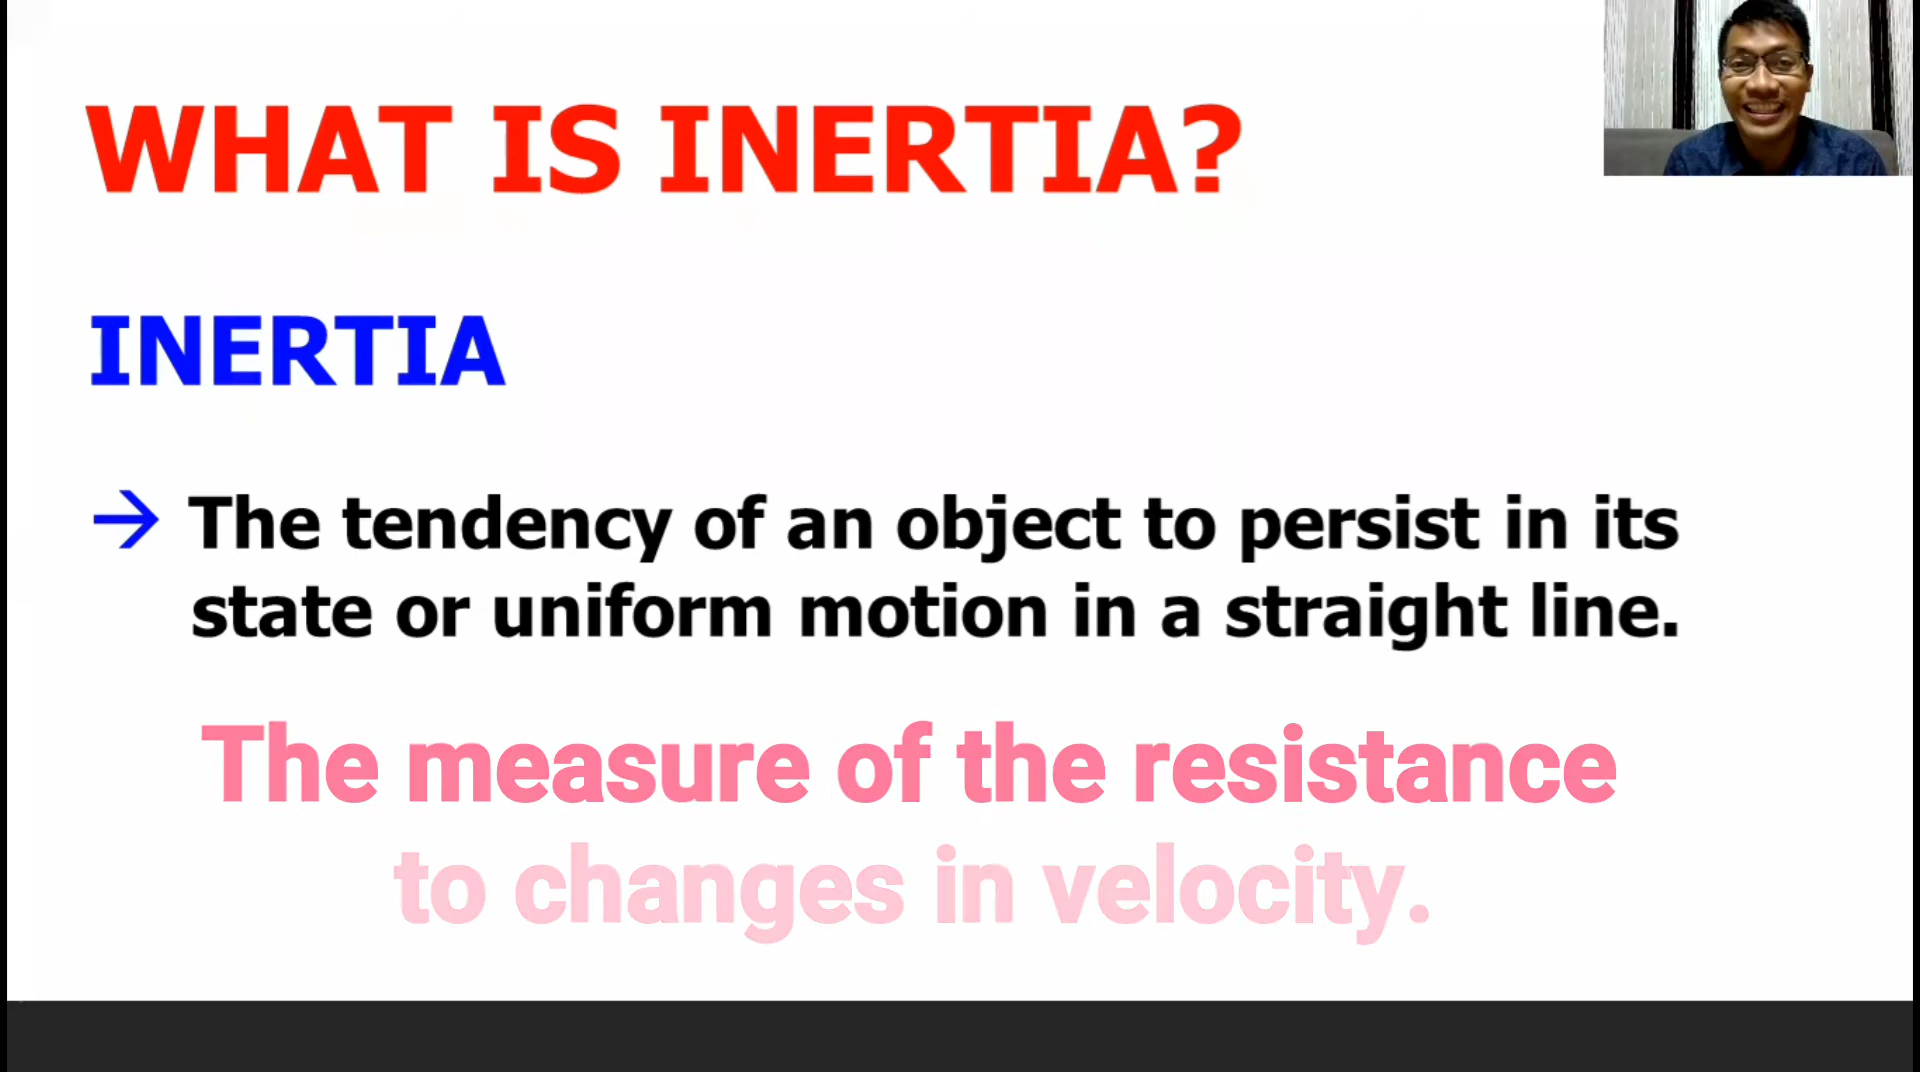 WHAT IS INERTIA?
INERTIA
→ The tendency of an object to persist in its
state or uniform motion in a straight line.
The measure of the resistance
to changes in velocity.